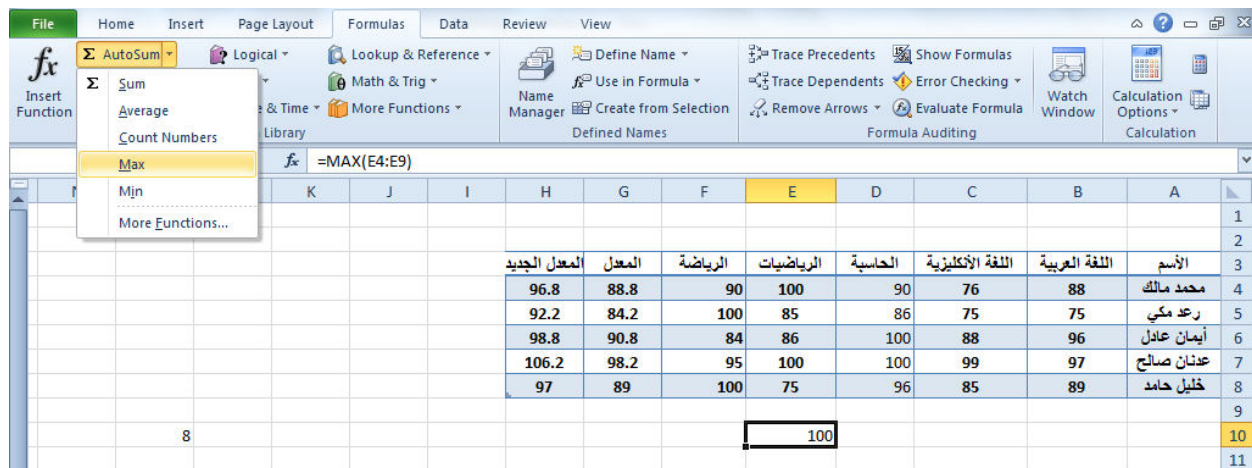 File Home Insert Page Layout Formulas Data Review View
Σ AutoSum Logical Lookup & Reference Define Name Trace Precedents Show Formulas
fx Insert Function
Math & Trig Use in Formula Trace Dependents Error Checking
& Time More Functions Name Manager Create from Selection Remove Arrows Evaluate Formula Watch Window Calculation Options
Library Defined Names Formula Auditing Calculation
Σ Sum
Average
Count Numbers
Max
Min
More Functions...
fx =MAX(E4:E9)
K J I H G F E D C B A
1
2
الأسم اللغة العربية اللغة الأنكليزية الحاسبة الرياضيات الرياضة المعدل المعدل الجديد 3
محمد مالك 88 76 90 100 90 88.8 96.8 4
رعد مكي 75 75 86 85 100 84.2 92.2 5
أيمان عادل 96 88 100 86 84 90.8 98.8 6
عدنان صالح 97 99 100 100 95 98.2 106.2 7
خليل حامد 89 85 96 75 100 89 97 8
9
8 100 10
11